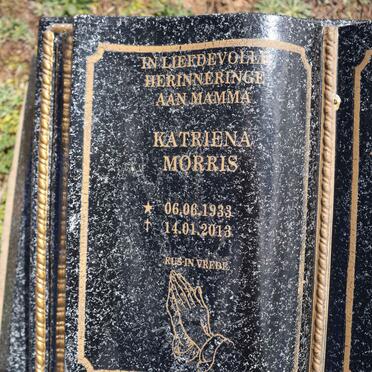 IN LIEFDEVOLLE
HERINNERINGE
AAN MAMMA
KATRIENA
MORRIS
★ 06.06.1933
† 14.01.2013
RUS IN VREDE